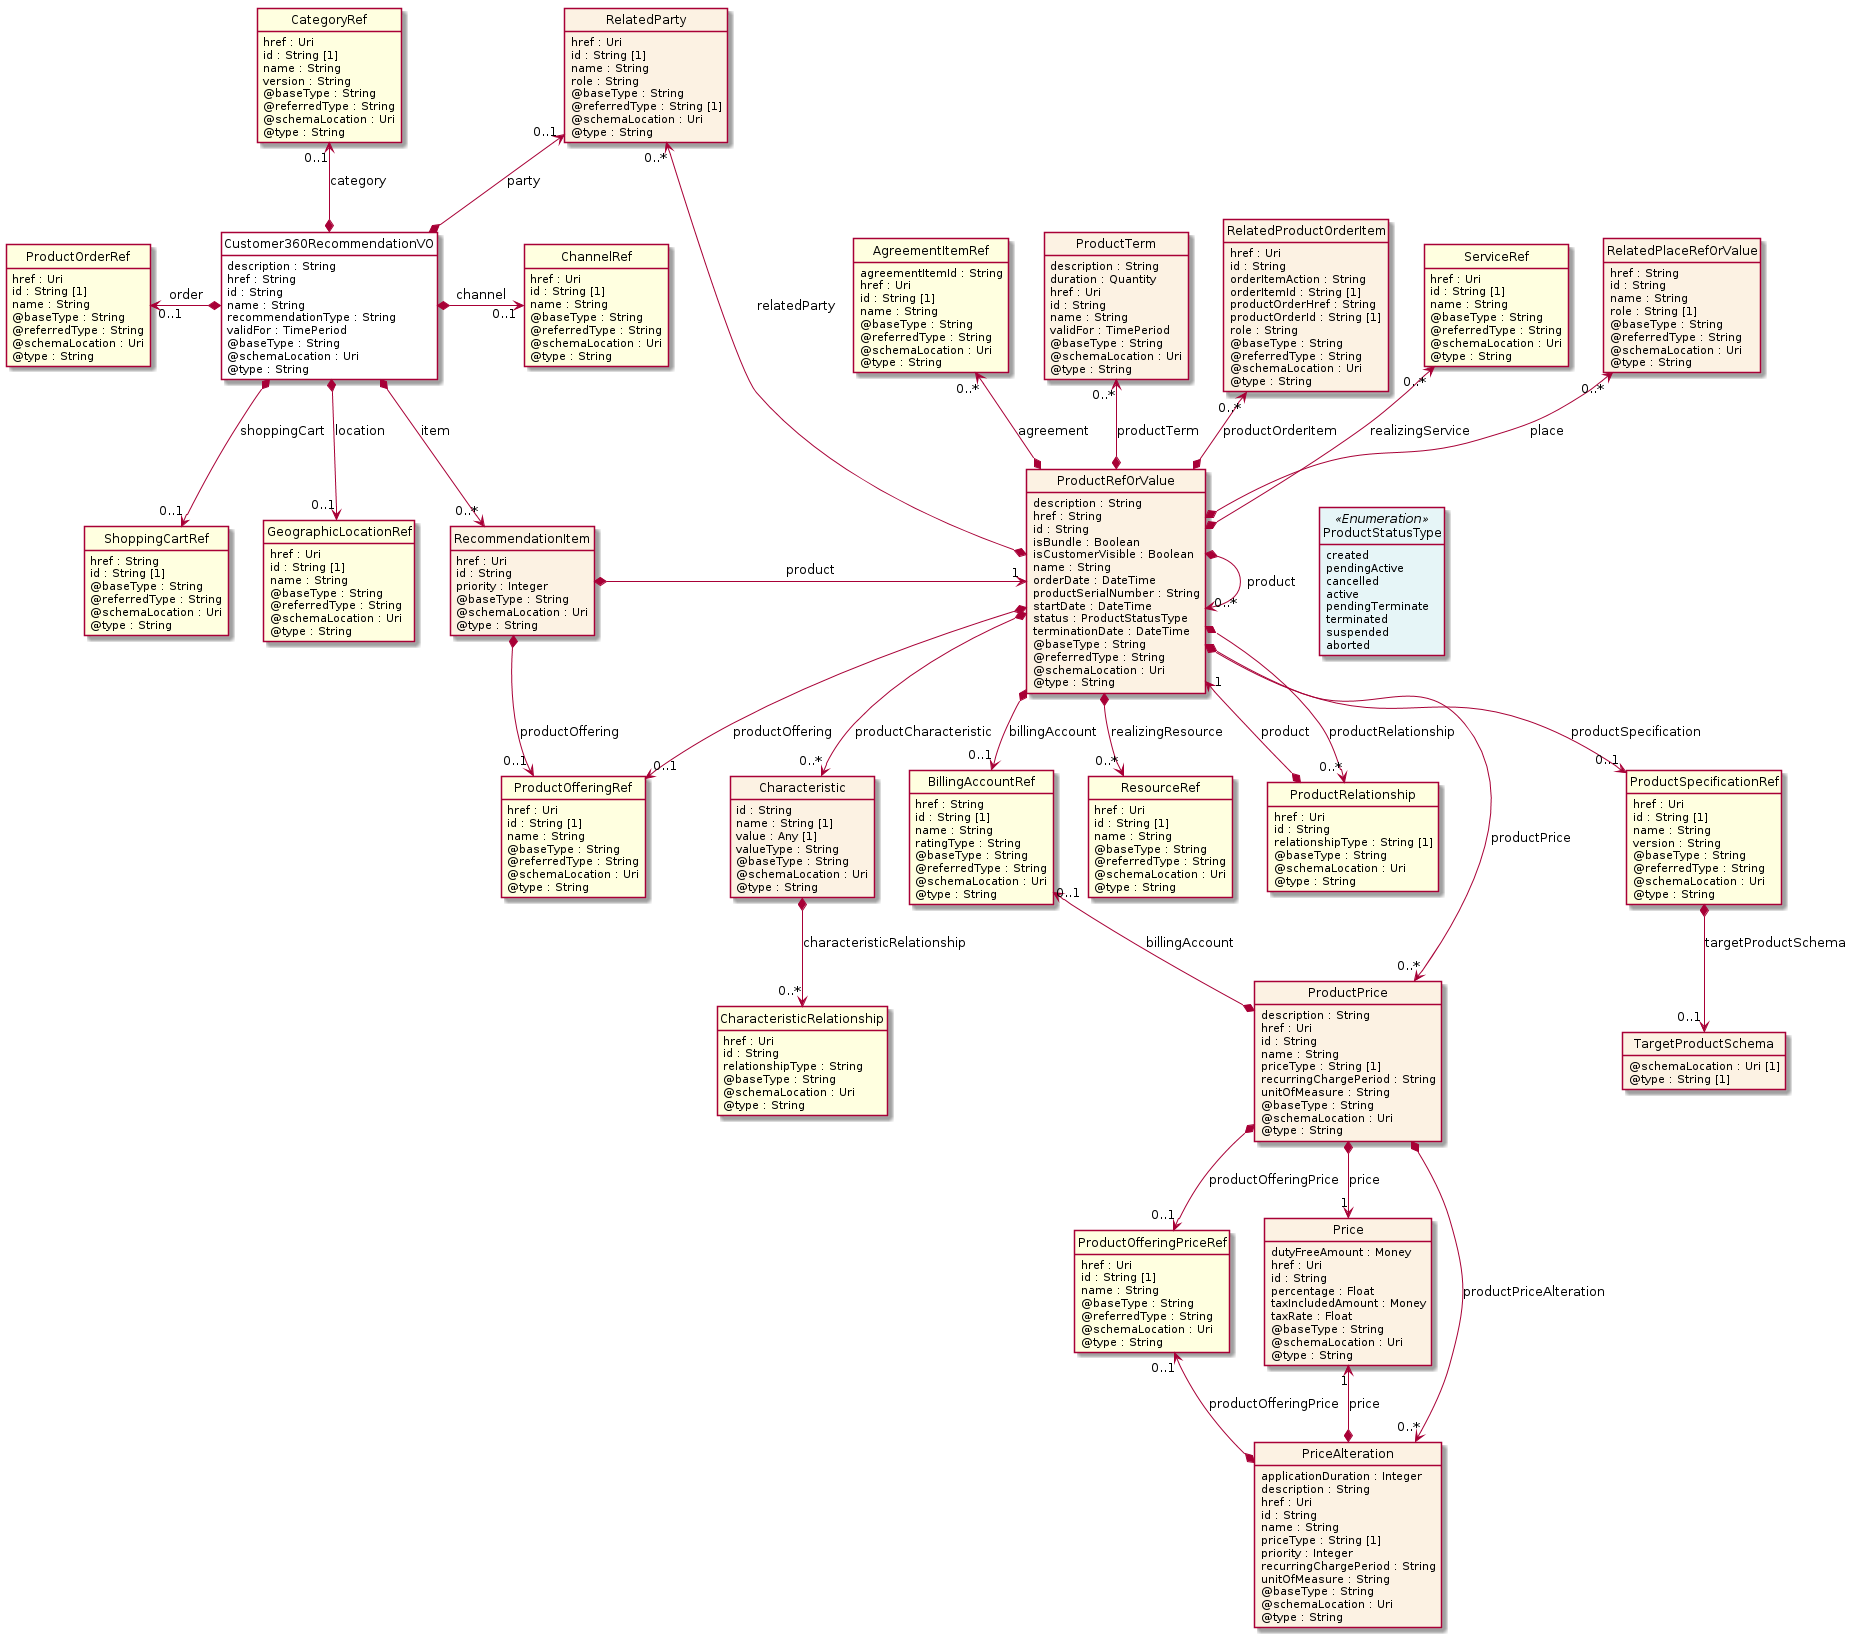 CategoryRef
href : Uri
id : String [1]
name : String
version : String
@baseType : String
@referredType : String
@schemaLocation : Uri
@type : String
RelatedParty
href : Uri
id : String [1]
name : String
role : String
@baseType : String
@referredType : String [1]
@schemaLocation : Uri
@type : String
0..1
category
0..1
party
0..*
relatedParty
ProductOrderRef
href : Uri
id : String [1]
name : String
@baseType : String
@referredType : String
@schemaLocation : Uri
@type : String
order
0..1
Customer360RecommendationVO
description : String
href : String
id : String
name : String
recommendationType : String
validFor : TimePeriod
@baseType : String
@schemaLocation : Uri
@type : String
channel
0..1
ChannelRef
href : Uri
id : String [1]
name : String
@baseType : String
@referredType : String
@schemaLocation : Uri
@type : String
AgreementItemRef
agreementItemId : String
href : Uri
id : String [1]
name : String
@baseType : String
@referredType : String
@schemaLocation : Uri
@type : String
ProductTerm
description : String
duration : Quantity
href : Uri
id : String
name : String
validFor : TimePeriod
@baseType : String
@schemaLocation : Uri
@type : String
RelatedProductOrderItem
href : Uri
id : String
orderItemAction : String
orderItemId : String [1]
productOrderHref : String
productOrderId : String [1]
role : String
@baseType : String
@referredType : String
@schemaLocation : Uri
@type : String
ServiceRef
href : Uri
id : String [1]
name : String
@baseType : String
@referredType : String
@schemaLocation : Uri
@type : String
RelatedPlaceRefOrValue
href : String
id : String
name : String
role : String [1]
@baseType : String
@referredType : String
@schemaLocation : Uri
@type : String
0..*
0..*
0..*
0..*
0..*
shoppingCart
location
item
agreement
productTerm
productOrderItem
realizingService
place
0..1
0..1
0..*
ShoppingCartRef
href : String
id : String [1]
@baseType : String
@referredType : String
@schemaLocation : Uri
@type : String
GeographicLocationRef
href : Uri
id : String [1]
name : String
@baseType : String
@referredType : String
@schemaLocation : Uri
@type : String
RecommendationItem
href : Uri
id : String
priority : Integer
@baseType : String
@schemaLocation : Uri
@type : String
product
1
ProductRefOrValue
description : String
href : String
id : String
isBundle : Boolean
isCustomerVisible : Boolean
name : String
orderDate : DateTime
productSerialNumber : String
startDate : DateTime
status : ProductStatusType
terminationDate : DateTime
@baseType : String
@referredType : String
@schemaLocation : Uri
@type : String
product
0..*
«Enumeration»
ProductStatusType
created
pendingActive
cancelled
active
pendingTerminate
terminated
suspended
aborted
1
productOffering
productOffering
productCharacteristic
billingAccount
realizingResource
product
productRelationship
productSpecification
productPrice
0..1
0..1
0..*
0..1
0..*
0..*
0..1
ProductOfferingRef
href : Uri
id : String [1]
name : String
@baseType : String
@referredType : String
@schemaLocation : Uri
@type : String
Characteristic
id : String
name : String [1]
value : Any [1]
valueType : String
@baseType : String
@schemaLocation : Uri
@type : String
BillingAccountRef
href : String
id : String [1]
name : String
ratingType : String
@baseType : String
@referredType : String
@schemaLocation : Uri
@type : String
ResourceRef
href : Uri
id : String [1]
name : String
@baseType : String
@referredType : String
@schemaLocation : Uri
@type : String
ProductRelationship
href : Uri
id : String
relationshipType : String [1]
@baseType : String
@schemaLocation : Uri
@type : String
ProductSpecificationRef
href : Uri
id : String [1]
name : String
version : String
@baseType : String
@referredType : String
@schemaLocation : Uri
@type : String
0..1
characteristicRelationship
billingAccount
targetProductSchema
0..*
0..*
0..1
CharacteristicRelationship
href : Uri
id : String
relationshipType : String
@baseType : String
@schemaLocation : Uri
@type : String
ProductPrice
description : String
href : Uri
id : String
name : String
priceType : String [1]
recurringChargePeriod : String
unitOfMeasure : String
@baseType : String
@schemaLocation : Uri
@type : String
TargetProductSchema
@schemaLocation : Uri [1]
@type : String [1]
productOfferingPrice
price
productPriceAlteration
0..1
1
ProductOfferingPriceRef
href : Uri
id : String [1]
name : String
@baseType : String
@referredType : String
@schemaLocation : Uri
@type : String
Price
dutyFreeAmount : Money
href : Uri
id : String
percentage : Float
taxIncludedAmount : Money
taxRate : Float
@baseType : String
@schemaLocation : Uri
@type : String
0..1
1
productOfferingPrice
price
0..*
PriceAlteration
applicationDuration : Integer
description : String
href : Uri
id : String
name : String
priceType : String [1]
priority : Integer
recurringChargePeriod : String
unitOfMeasure : String
@baseType : String
@schemaLocation : Uri
@type : String